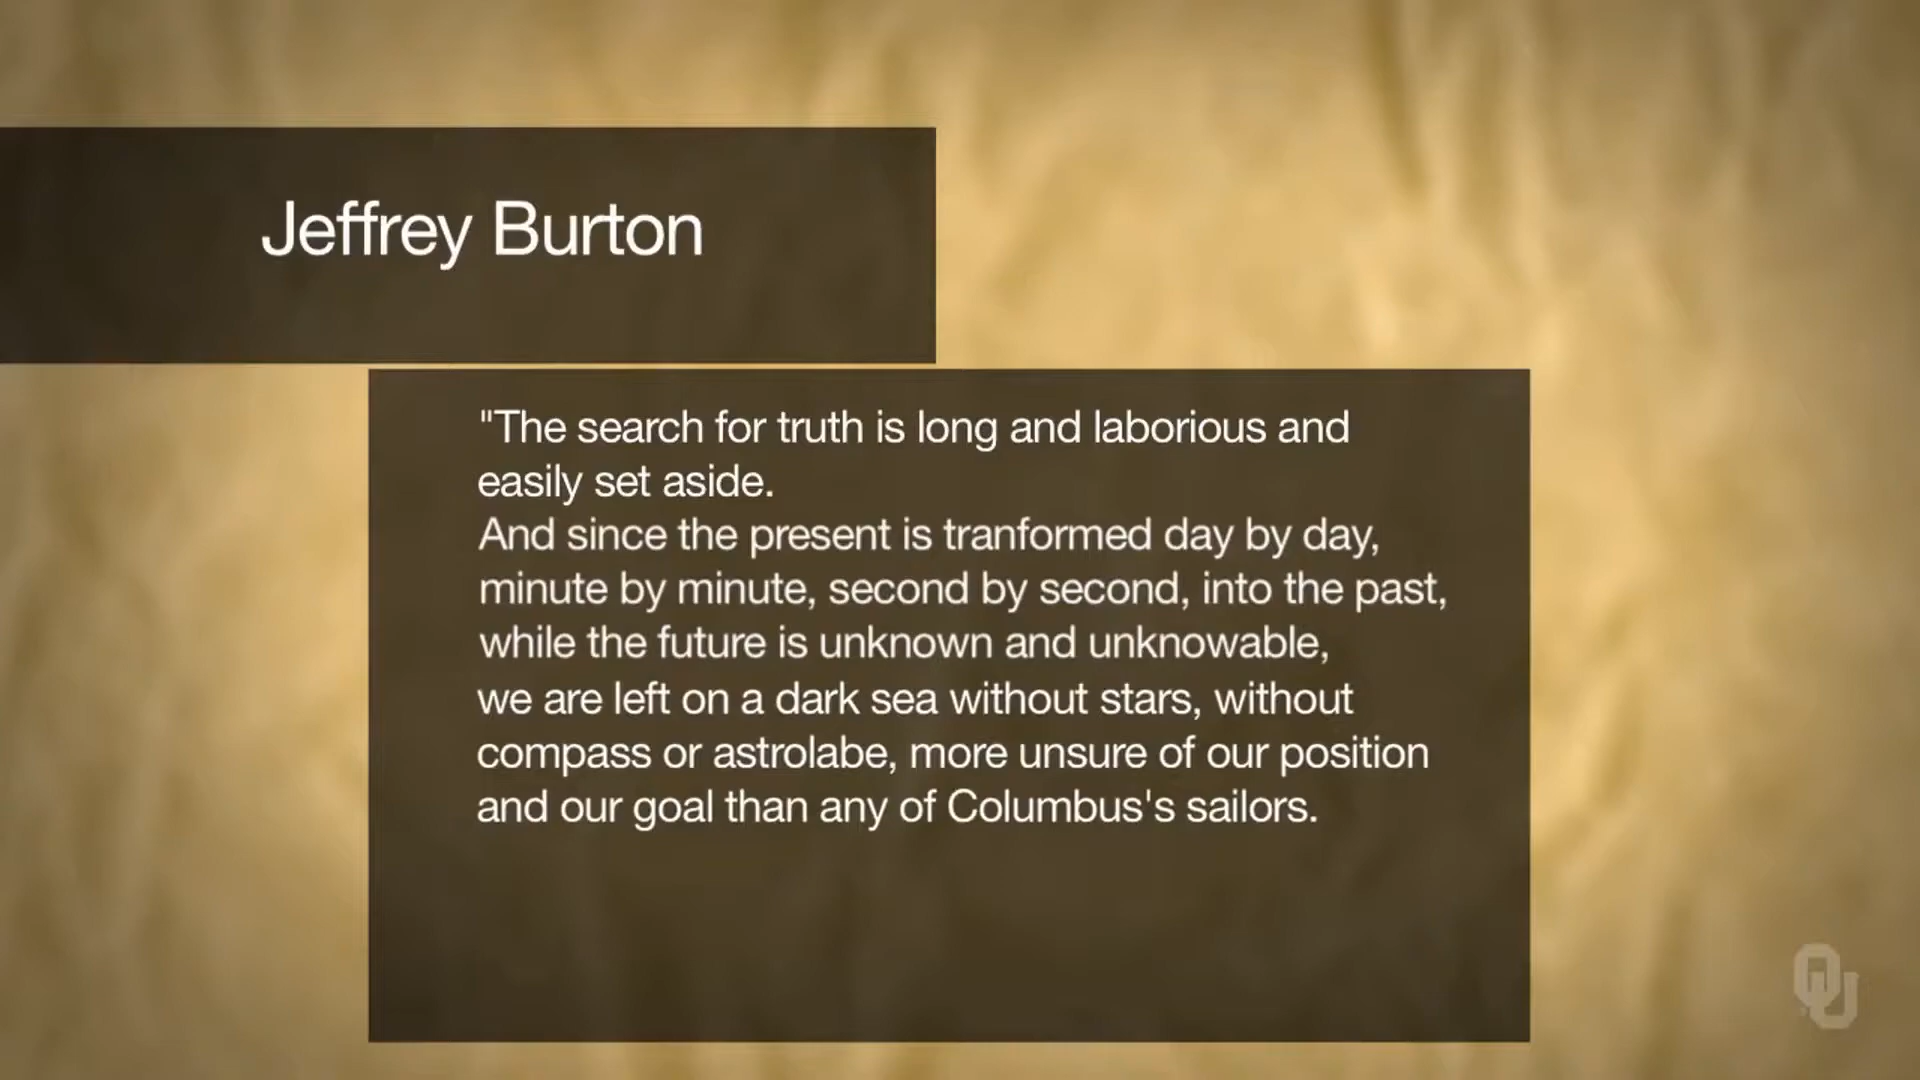 Jeffrey Burton
"The search for truth is long and laborious and
easily set aside.
And since the present is tranformed day by day,
minute by minute, second by second, into the past,
while the future is unknown and unknowable,
we are left on a dark sea without stars, without
compass or astrolabe, more unsure of our position
and our goal than any of Columbus's sailors.
OU